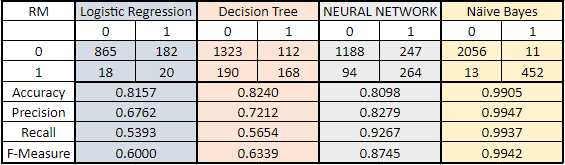 RM Logistic Regression Decision Tree NEURAL NETWORK Näive Bayes
0 1 0 1 0 1 0 1
0 865 182 1323 112 1188 247 2056 11
1 18 20 190 168 94 264 13 452
Accuracy 0.8157 0.8240 0.8098 0.9905
Precision 0.6762 0.7212 0.8279 0.9947
Recall 0.5393 0.5654 0.9267 0.9937
F-Measure 0.6000 0.6339 0.8745 0.9942